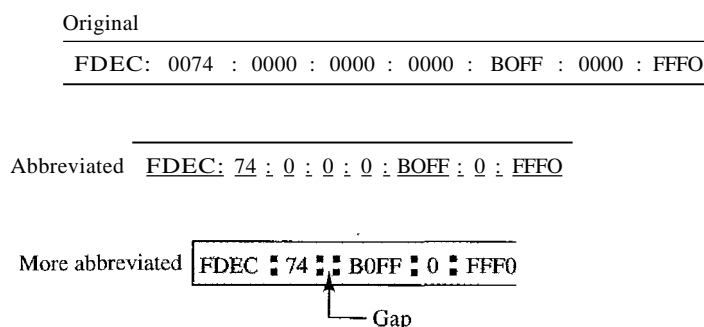 Original
FDEC: 0074 : 0000 : 0000 : 0000 : BOFF : 0000 : FFFO
Abbreviated FDEC: 74 : 0 : 0 : 0 : BOFF : 0 : FFFO
More abbreviated FDEC : 74 : : B0FF : 0 : FFF0
Gap